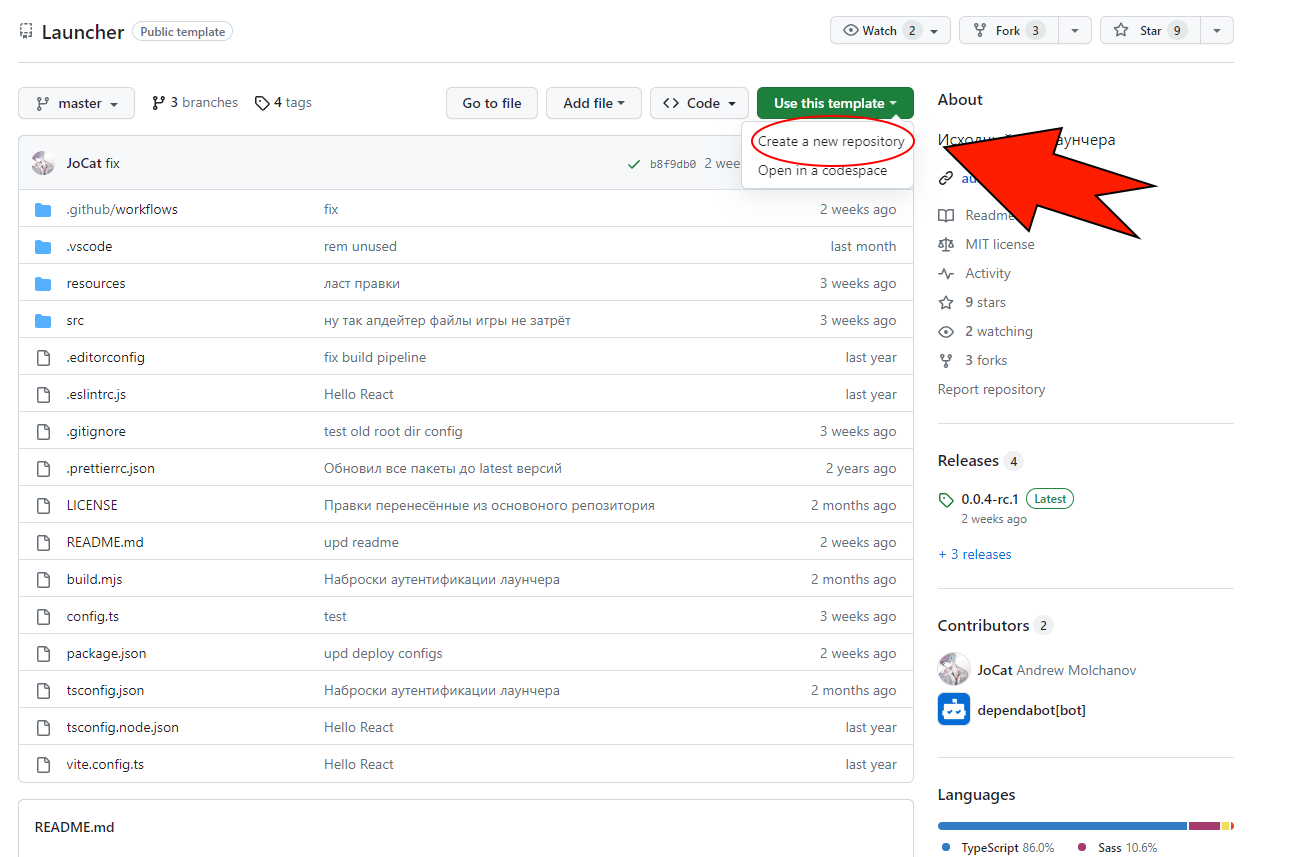 Launcher Public template Watch 2 Fork 3 Star 9
master 3 branches 4 tags Go to file Add file Code Use this template
Create a new repository
Open in a codespace
JoCat fix b8f9db0 2
.github/workflows fix 2 weeks ago
.vscode rem unused last month
resources ласт правки 3 weeks ago
src ну так апдейтер файлы игры не затрёт 3 weeks ago
.editorconfig fix build pipeline last year
.eslintrc.js Hello React last year
.gitignore test old root dir config 3 weeks ago
.prettierrc.json Обновил все пакеты до latest версий 2 years ago
LICENSE Правки перенесённые из основоного репозитория 2 months ago
README.md upd readme 2 weeks ago
build.mjs Наброски аутентификации лаунчера 2 months ago
config.ts test 3 weeks ago
package.json upd deploy configs 2 weeks ago
tsconfig.json Наброски аутентификации лаунчера 2 months ago
tsconfig.node.json Hello React last year
vite.config.ts Hello React last year
README.md
About
Readme
MIT license
Activity
9 stars
2 watching
3 forks
Report repository
Releases 4
0.0.4-rc.1 Latest
2 weeks ago
+ 3 releases
Contributors 2
JoCat Andrew Molchanov
dependabot[bot]
Languages
TypeScript 86.0% Sass 10.6%